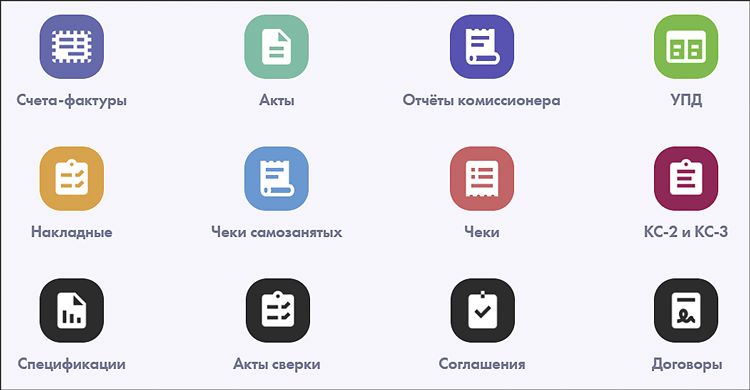 Счета-фактуры
Акты
Отчёты комиссионера
УПД
Накладные
Чеки самозанятых
Чеки
КС-2 и КС-3
Спецификации
Акты сверки
Соглашения
Договоры